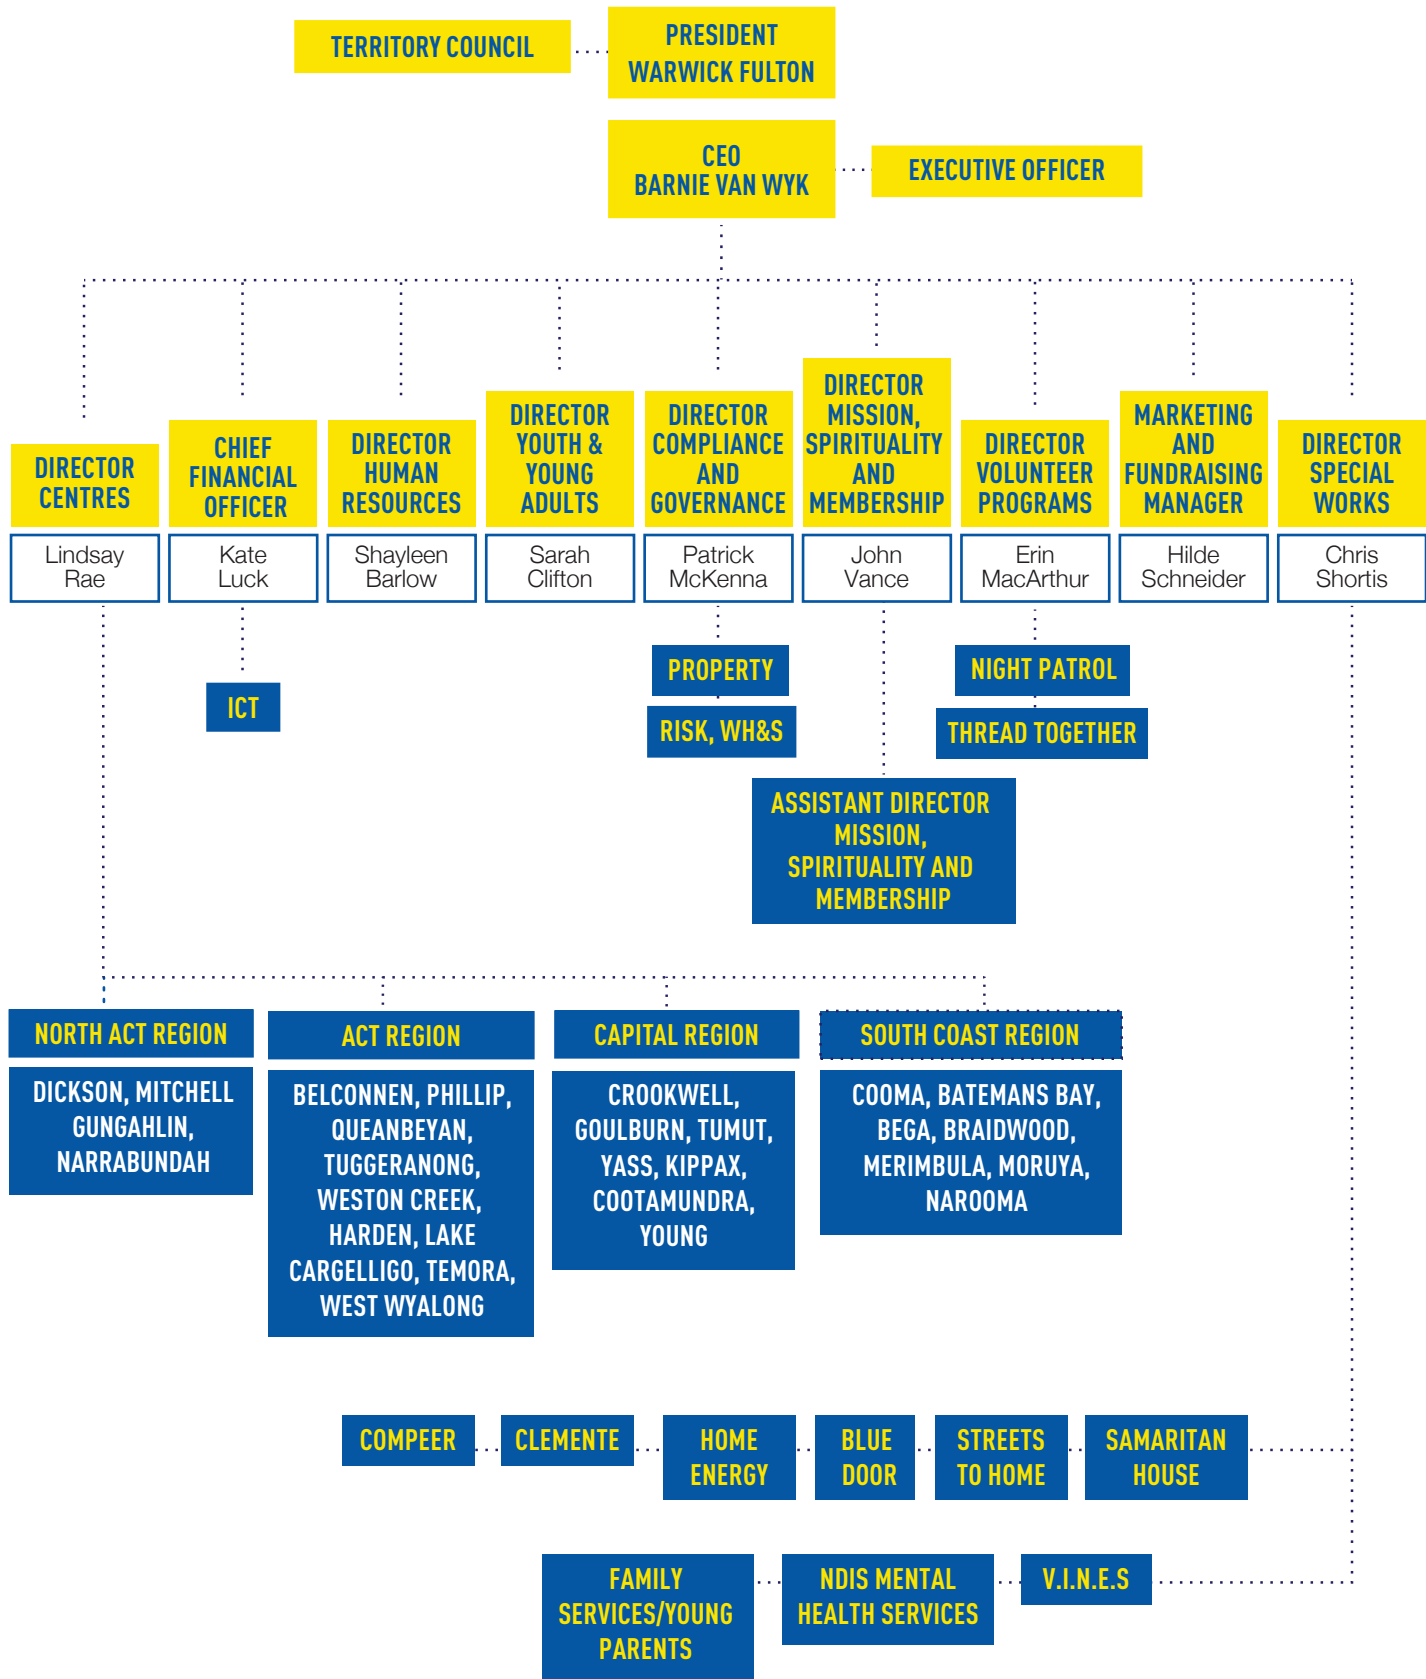 TERRITORY COUNCIL
PRESIDENT
WARWICK FULTON
CEO
BARNIE VAN WYK
EXECUTIVE OFFICER
DIRECTOR
CENTRES
Lindsay
Rae
CHIEF
FINANCIAL
OFFICER
Kate
Luck
DIRECTOR
HUMAN
RESOURCES
Shayleen
Barlow
DIRECTOR
YOUTH &
YOUNG
ADULTS
Sarah
Clifton
DIRECTOR
COMPLIANCE
AND
GOVERNANCE
Patrick
McKenna
DIRECTOR
MISSION,
SPIRITUALITY
AND
MEMBERSHIP
John
Vance
DIRECTOR
VOLUNTEER
PROGRAMS
Erin
MacArthur
MARKETING
AND
FUNDRAISING
MANAGER
Hilde
Schneider
DIRECTOR
SPECIAL
WORKS
Chris
Shortis
ICT
PROPERTY
RISK, WH&S
NIGHT PATROL
THREAD TOGETHER
ASSISTANT DIRECTOR
MISSION,
SPIRITUALITY AND
MEMBERSHIP
NORTH ACT REGION
DICKSON, MITCHELL
GUNGAHLIN,
NARRABUNDAH
ACT REGION
BELCONNEN, PHILLIP,
QUEANBEYAN,
TUGGERANONG,
WESTON CREEK,
HARDEN, LAKE
CARGELLIGO, TEMORA,
WEST WYALONG
CAPITAL REGION
CROOKWELL,
GOULBURN, TUMUT,
YASS, KIPPAX,
COOTAMUNDRA,
YOUNG
SOUTH COAST REGION
COOMA, BATEMANS BAY,
BEGA, BRAIDWOOD,
MERIMBULA, MORUYA,
NAROOMA
COMPEER
CLEMENTE
HOME
ENERGY
BLUE
DOOR
STREETS
TO HOME
SAMARITAN
HOUSE
FAMILY
SERVICES/YOUNG
PARENTS
NDIS MENTAL
HEALTH SERVICES
V.I.N.E.S